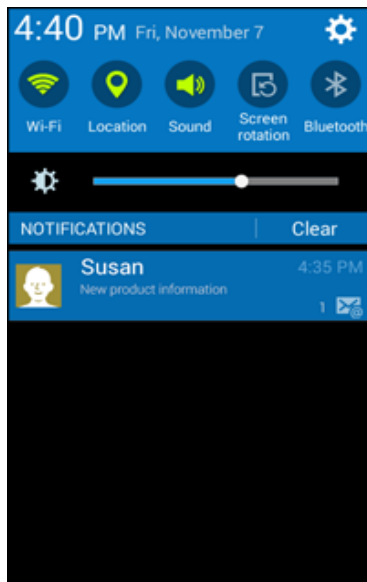 4:40 PM Fri, November 7
Wi-Fi Location Sound Screen rotation Bluetooth
NOTIFICATIONS Clear
Susan 4:35 PM
New product information
1